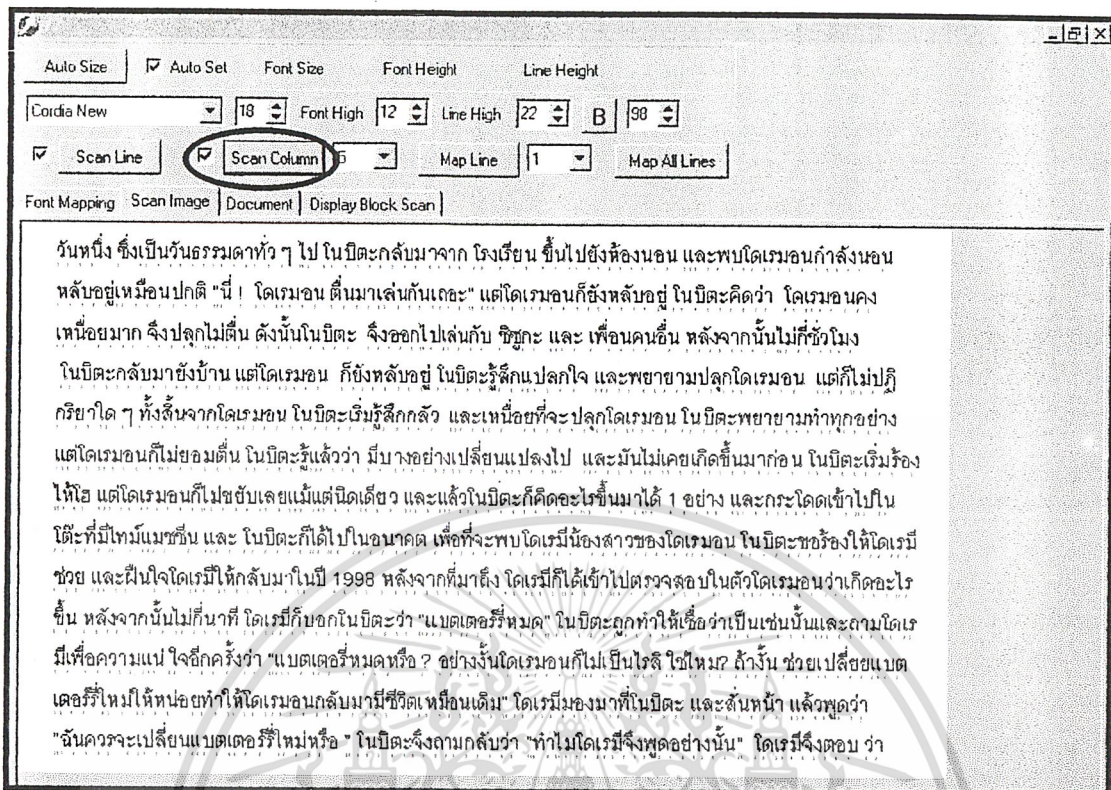 Auto Size Auto Set Font Size Font Height Line Height
Cordia New 18 Font High 12 Line High 22 B 98
Scan Line Scan Column 5 Map Line 1 Map All Lines
Font Mapping Scan Image Document Display Block Scan
วันหนึ่ง ซึ่งเป็นวันธรรมดาทั่ว ๆ ไป โนบิตะกลับมาจาก โรงเรียน ขึ้นไปยังห้องนอน และพบโดเรมอนกำลังนอน
หลับอยู่เหมือนปกติ "นี่ ! โดเรมอน ตื่นมาเล่นกันเถอะ" แต่โดเรมอนก็ยังหลับอยู่ โนบิตะคิดว่า โดเรมอนคง
เหนื่อยมาก จึงปลุกไม่ตื่น ดังนั้นโนบิตะ จึงออกไปเล่นกับ ชิซูกะ และ เพื่อนคนอื่น หลังจากนั้นไม่กี่ชั่วโมง
โนบิตะกลับมายังบ้าน แต่โดเรมอน ก็ยังหลับอยู่ โนบิตะรู้สึกแปลกใจ และพยายามปลุกโดเรมอน แต่ก็ไม่ปฏิ
กริยาใด ๆ ทั้งสิ้นจากโดเรมอน โนบิตะเริ่มรู้สึกกลัว และเหนื่อยที่จะปลุกโดเรมอน โนบิตะพยายามทำทุกอย่าง
แต่โดเรมอนก็ไม่ยอมตื่น โนบิตะรู้แล้วว่า มีบางอย่างเปลี่ยนแปลงไป และมันไม่เคยเกิดขึ้นมาก่อน โนบิตะเริ่มร้อง
ไห้โฮ แต่โดเรมอนก็ไม่ขยับเลยแม้แต่นิดเดียว และแล้วโนบิตะก็คิดอะไรขึ้นมาได้ 1 อย่าง และกระโดดเข้าไปใน
โต๊ะที่มีไทม์แมชชีน และ โนบิตะก็ได้ไปในอนาคต เพื่อที่จะพบโดเรมีน้องสาวของโดเรมอน โนบิตะขอร้องให้โดเรมี
ช่วย และฝืนใจโดเรมีให้กลับมาในปี 1998 หลังจากที่มาถึง โดเรมีก็ได้เข้าไปตรวจสอบในตัวโดเรมอนว่าเกิดอะไร
ขึ้น หลังจากนั้นไม่กี่นาที โดเรมีก็บอกโนบิตะว่า "แบตเตอร์รี่หมด" โนบิตะถูกทำให้เชื่อว่าเป็นเช่นนั้นและถามโดเร
มีเพื่อความแน่ ใจอีกครั้งว่า "แบตเตอรี่หมดหรือ ? อย่างงั้นโดเรมอนก็ไม่เป็นไรสิ ใช่ไหม? ถ้างั้น ช่วยเปลี่ยยแบต
เตอร์รี่ใหม่ให้หน่อยทำให้โดเรมอนกลับมามีชีวิตเหมือนเดิม" โดเรมีมองมาที่โนบิตะ และสั่นหน้า แล้วพูดว่า
"ฉันควรจะเปลี่ยนแบตเตอร์รี่ใหม่หรือ " โนบิตะจึงถามกลับว่า "ทำไมโดเรมีจึงพูดอย่างนั้น" โดเรมีจึงตอบ ว่า